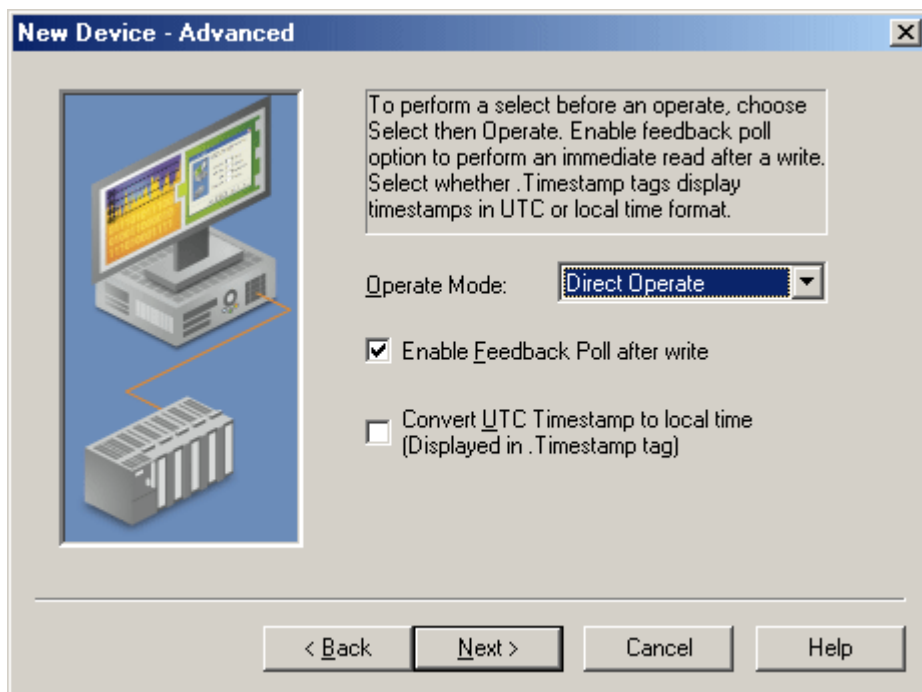 New Device - Advanced
To perform a select before an operate, choose
Select then Operate. Enable feedback poll
option to perform an immediate read after a write.
Select whether .Timestamp tags display
timestamps in UTC or local time format.
Operate Mode: Direct Operate
Enable Feedback Poll after write
Convert UTC Timestamp to local time
(Displayed in .Timestamp tag)
< Back Next > Cancel Help